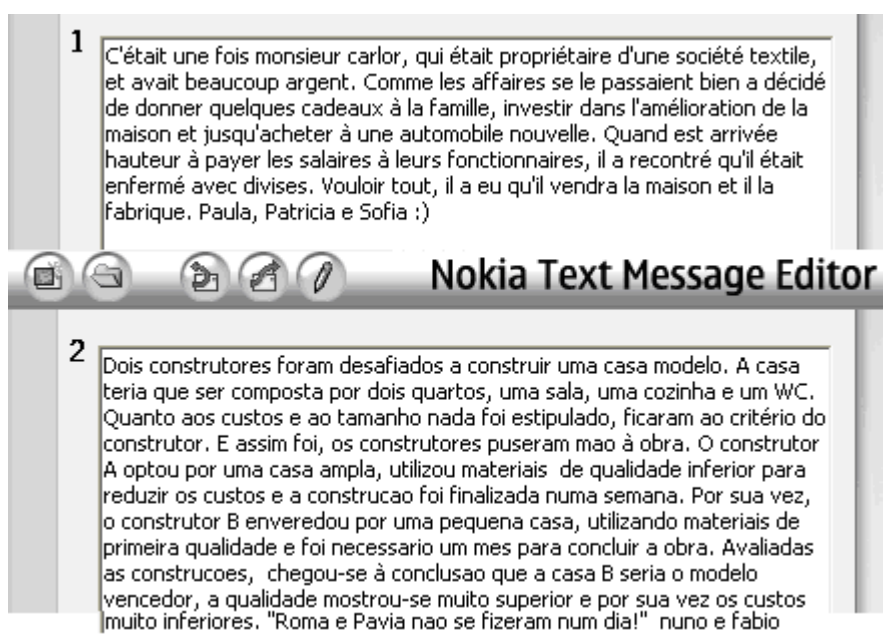 1
C'était une fois monsieur carlor, qui était propriétaire d'une société textile,
et avait beaucoup argent. Comme les affaires se le passaient bien a décidé
de donner quelques cadeaux à la famille, investir dans l'amélioration de la
maison et jusqu'acheter à une automobile nouvelle. Quand est arrivée
hauteur à payer les salaires à leurs fonctionnaires, il a recontré qu'il était
enfermé avec divises. Vouloir tout, il a eu qu'il vendra la maison et il la
fabrique. Paula, Patricia e Sofia :)
Nokia Text Message Editor
2
Dois construtores foram desafiados a construir uma casa modelo. A casa
teria que ser composta por dois quartos, uma sala, uma cozinha e um WC.
Quanto aos custos e ao tamanho nada foi estipulado, ficaram ao critério do
construtor. E assim foi, os construtores puseram mao à obra. O construtor
A optou por uma casa ampla, utilizou materiais  de qualidade inferior para
reduzir os custos e a construcao foi finalizada numa semana. Por sua vez,
o construtor B enveredou por uma pequena casa, utilizando materiais de
primeira qualidade e foi necessario um mes para concluir a obra. Avaliadas
as construcoes,  chegou-se à conclusao que a casa B seria o modelo
vencedor, a qualidade mostrou-se muito superior e por sua vez os custos
muito inferiores. "Roma e Pavia nao se fizeram num dia!"  nuno e fabio